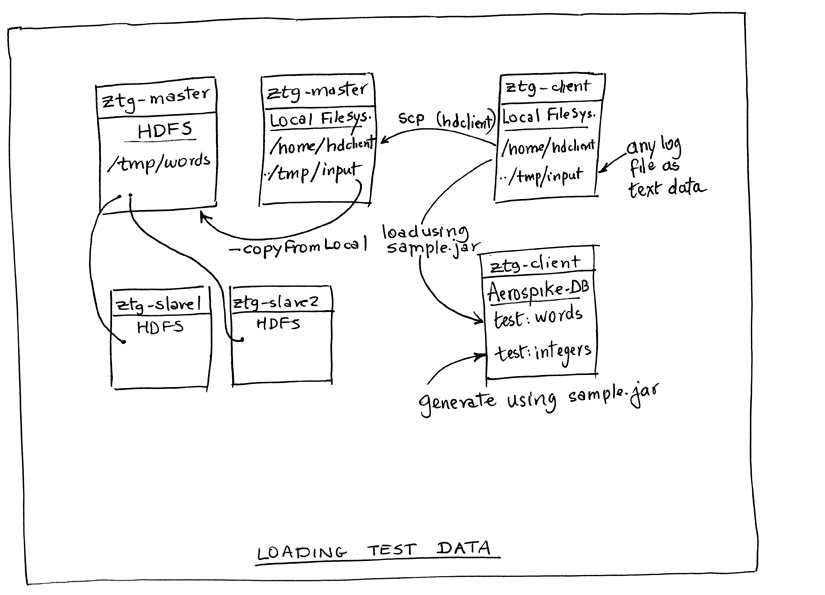 ztg-master
HDFS
/tmp/words
ztg-master
Local FileSys.
/home/hdclient
../tmp/input
scp (hdclient)
ztg-client
Local FileSys.
/home/hdclient
../tmp/input
any log
file as
text data
-copyFromLocal
load using
sample.jar
ztg-client
Aerospike-DB
test:words
test:integers
ztg-slave1
HDFS
ztg-slave2
HDFS
generate using sample.jar
LOADING TEST DATA